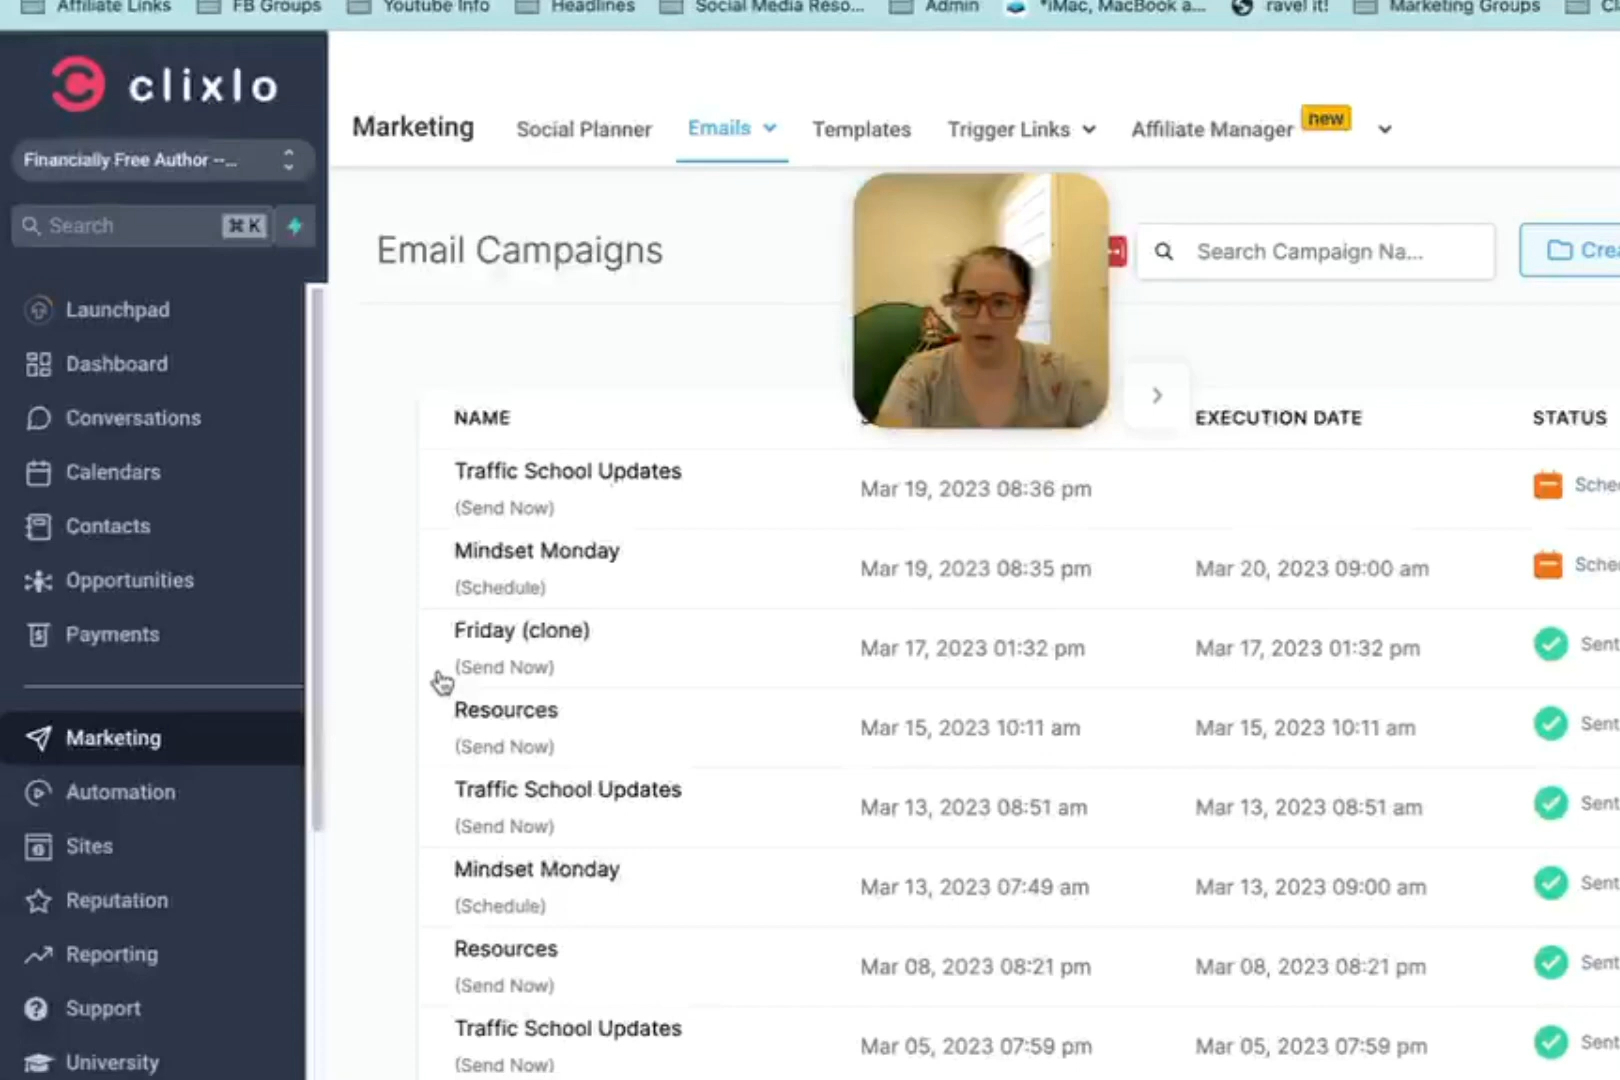 Affiliate Links FB Groups Youtube Info Headlines Social Media Reso... Admin *iMac, MacBook a... ravel it! Marketing Groups
clixlo
Financially Free Author --...
Search ⌘ K
Launchpad
Dashboard
Conversations
Calendars
Contacts
Opportunities
Payments
Marketing
Automation
Sites
Reputation
Reporting
Support
University
Marketing Social Planner Emails Templates Trigger Links Affiliate Manager new
Email Campaigns
Search Campaign Na...
Crea
NAME EXECUTION DATE STATUS
Traffic School Updates
(Send Now)
Mar 19, 2023 08:36 pm
Sche
Mindset Monday
(Schedule)
Mar 19, 2023 08:35 pm Mar 20, 2023 09:00 am Sche
Friday (clone)
(Send Now)
Mar 17, 2023 01:32 pm Mar 17, 2023 01:32 pm Sent
Resources
(Send Now)
Mar 15, 2023 10:11 am Mar 15, 2023 10:11 am Sent
Traffic School Updates
(Send Now)
Mar 13, 2023 08:51 am Mar 13, 2023 08:51 am Sent
Mindset Monday
(Schedule)
Mar 13, 2023 07:49 am Mar 13, 2023 09:00 am Sent
Resources
(Send Now)
Mar 08, 2023 08:21 pm Mar 08, 2023 08:21 pm Sent
Traffic School Updates
(Send Now)
Mar 05, 2023 07:59 pm Mar 05, 2023 07:59 pm Sent